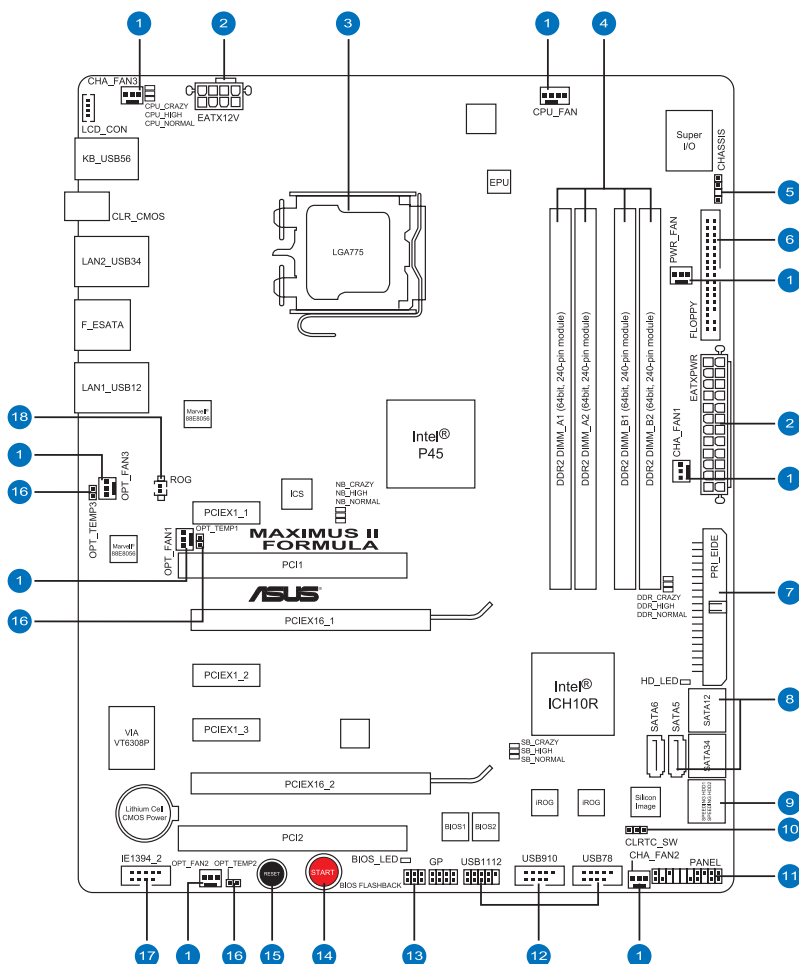 1
2
3
1
4
CHA_FAN3
CPU_CRAZY
CPU_HIGH
CPU_NORMAL
EATX12V
CPU_FAN
LCD_CON
Super
I/O
CHASSIS
KB_USB56
EPU
5
CLR_CMOS
6
LAN2_USB34
LGA775
PWR_FAN
1
FLOPPY
F_ESATA
DDR2 DIMM_A1 (64bit, 240-pin module)
DDR2 DIMM_A2 (64bit, 240-pin module)
DDR2 DIMM_B1 (64bit, 240-pin module)
DDR2 DIMM_B2 (64bit, 240-pin module)
EATXPWR
LAN1_USB12
2
18
Marvell®
88E8056
Intel®
P45
CHA_FAN1
1
1
16
OPT_FAN3
OPT_TEMP3
ROG
ICS
NB_CRAZY
NB_HIGH
NB_NORMAL
PCIEX1_1
OPT_TEMP1
OPT_FAN1
MAXIMUS II
FORMULA
Marvell®
88E8056
PCI1
PRI_EIDE
1
ASUS
DDR_CRAZY
DDR_HIGH
DDR_NORMAL
7
16
PCIEX16_1
PCIEX1_2
Intel®
ICH10R
HD_LED
SATA6
SATA5
SATA12
8
VIA
VT6308P
PCIEX1_3
SB_CRAZY
SB_HIGH
SB_NORMAL
SATA34
PCIEX16_2
Lithium Cell
CMOS Power
iROG
iROG
Silicon
Image
SPEEDING HDD1
SPEEDING HDD2
9
BIOS1
BIOS2
10
PCI2
CLRTC_SW
IE1394_2
OPT_FAN2
OPT_TEMP2
BIOS_LED
GP
USB1112
USB910
USB78
CHA_FAN2
PANEL
RESET
START
BIOS FLASHBACK
11
17
1
16
15
14
13
12
1